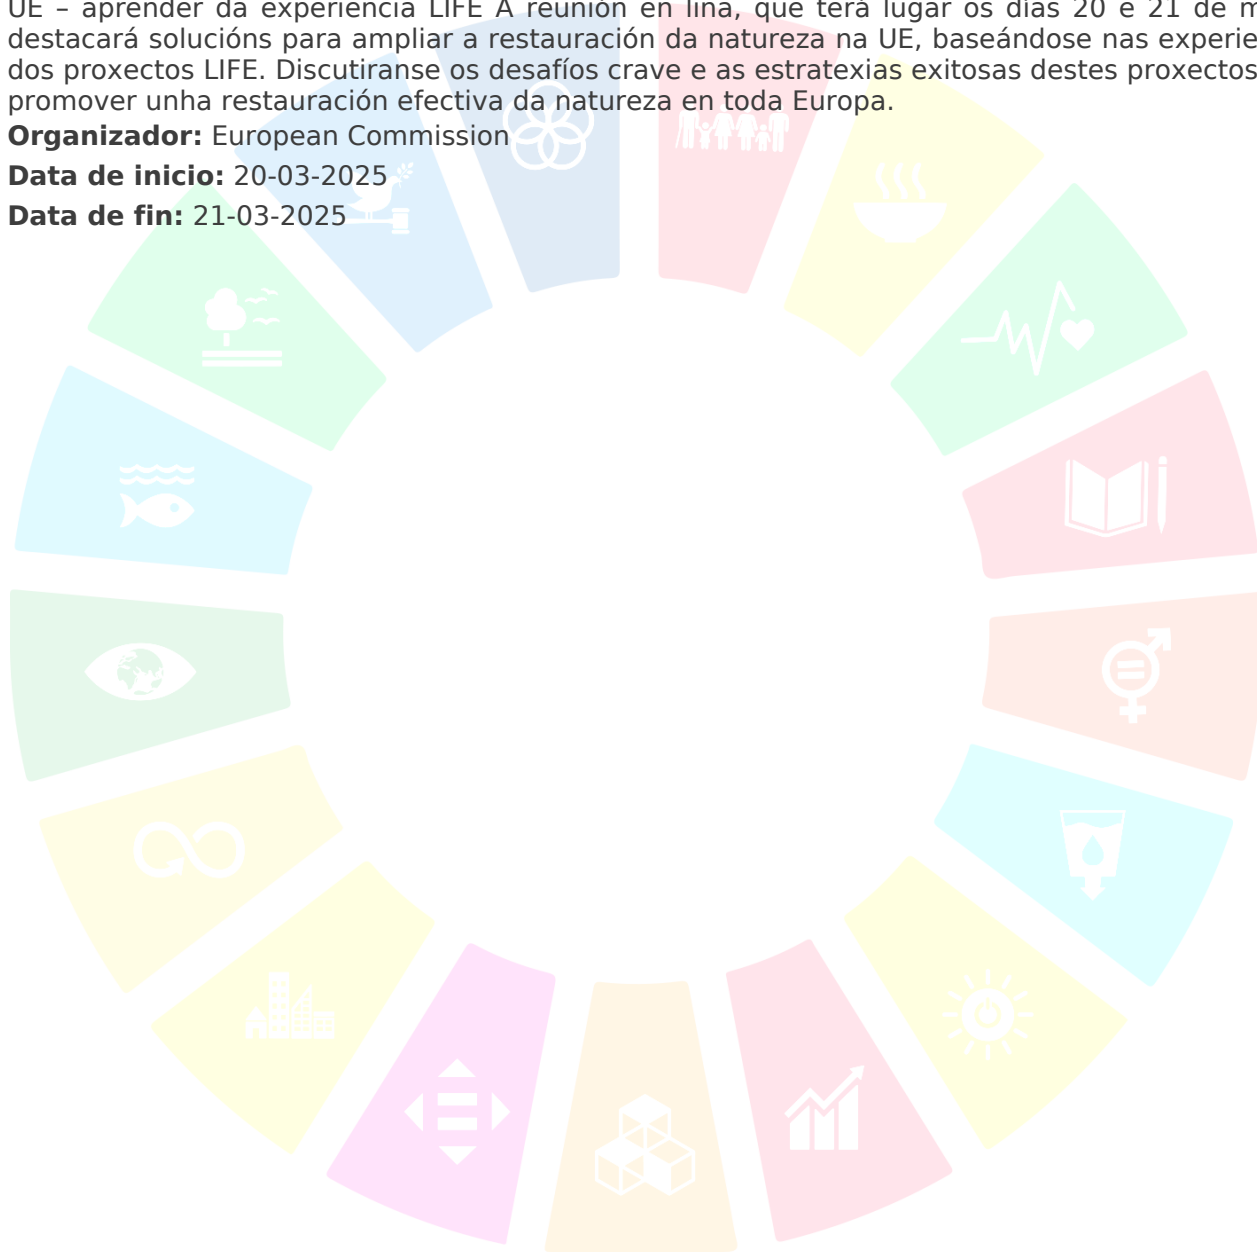 UE – aprender da experiencia LIFE A reunión en liña, que terá lugar os días 20 e 21 de
destacará solucións para ampliar a restauración da natureza na UE, baseándose nas
dos proxectos LIFE. Discutiranse os desafíos crave e as estratexias exitosas destes proxectos
promover unha restauración efectiva da natureza en toda Europa.
Organizador: European Commission
Data de inicio: 20-03-2025
Data de fin: 21-03-2025